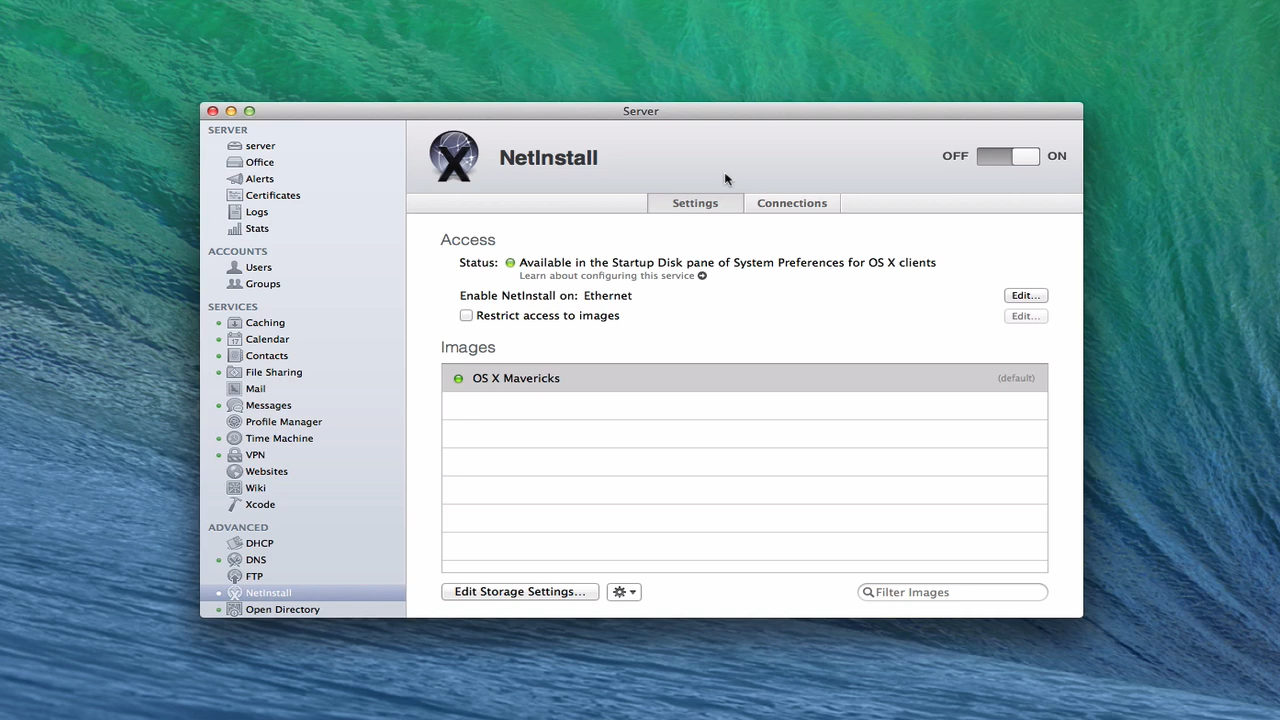 Server
SERVER
server
Office
Alerts
Certificates
Logs
Stats
ACCOUNTS
Users
Groups
SERVICES
Caching
Calendar
Contacts
File Sharing
Mail
Messages
Profile Manager
Time Machine
VPN
Websites
Wiki
Xcode
ADVANCED
DHCP
DNS
FTP
NetInstall
Open Directory
NetInstall
OFF ON
Settings Connections
Access
Status: Available in the Startup Disk pane of System Preferences for OS X clients
Learn about configuring this service
Enable NetInstall on: Ethernet Edit...
Restrict access to images Edit...
Images
OS X Mavericks (default)
Edit Storage Settings... Filter Images